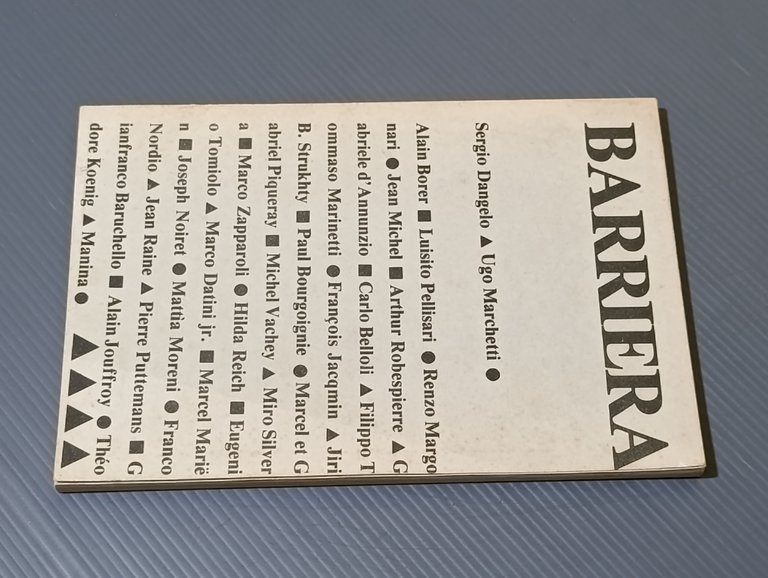 BARRIERA
Sergio Dangelo ▲ Ugo Marchetti ●
Alain Borer ■ Luisito Pellisari ● Renzo Margo
nari ● Jean Michel ■ Arthur Robespierre ▲ G
abriele d'Annunzio ■ Carlo Belloli ▲ Filippo T
ommaso Marinetti ● François Jacqmin ▲ Jiri
B. Strukhty ■ Paul Bourgoignie ● Marcel et G
abriel Piqueray ■ Michel Vachey ▲ Miro Silver
a ■ Marco Zapparoli ● Hilda Reich ■ Eugeni
o Tomiolo ▲ Marco Datini jr. ■ Marcel Marië
n ■ Joseph Noiret ● Mattia Moreni ● Franco
Nordio ▲ Jean Raine ▲ Pierre Puttemans ■ G
ianfranco Baruchello ■ Alain Jouffroy ● Théo
dore Koenig ▲ Manina ● ▲▲▲▲